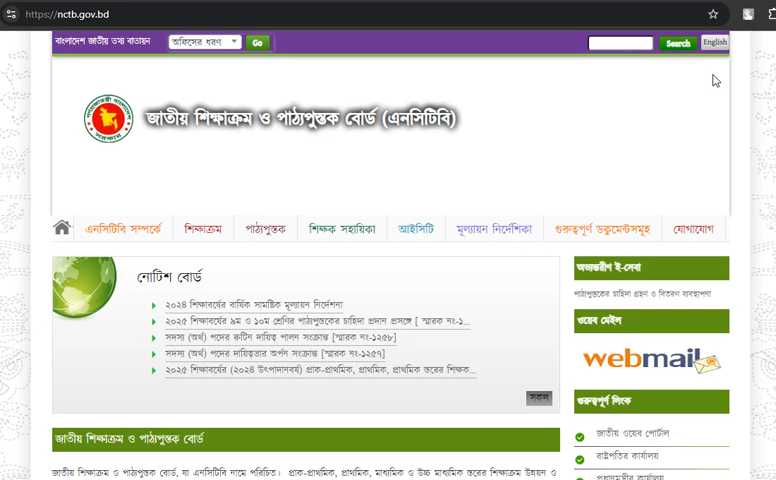 https://nctb.gov.bd
বাংলাদেশ জাতীয় তথ্য বাতায়ন
অফিসের ধরণ
Go
Search
English
জাতীয় শিক্ষাক্রম ও পাঠ্যপুস্তক বোর্ড (এনসিটিবি)
এনসিটিবি সম্পর্কে
শিক্ষাক্রম
পাঠ্যপুস্তক
শিক্ষক সহায়িকা
আইসিটি
মূল্যায়ন নির্দেশিকা
গুরুত্বপূর্ণ ডকুমেন্টসমূহ
যোগাযোগ
নোটিশ বোর্ড
২০২৪ শিক্ষাবর্ষের বার্ষিক সামষ্টিক মূল্যায়ন নির্দেশনা
২০২৫ শিক্ষাবর্ষের ৯ম ও ১০ম শ্রেণির পাঠ্যপুস্তকের চাহিদা প্রদান প্রসঙ্গে [ স্মারক নং-১...
সদস্য (অর্থ) পদের রুটিন দায়িত্ব পালন সংক্রান্ত [স্মারক নং-১২৫৮]
সদস্য (অর্থ) পদের দায়িত্বভার অর্পন সংক্রান্ত [স্মারক নং-১২৫৭]
২০২৫ শিক্ষাবর্ষের (২০২৪ উৎপাদনবর্ষ) প্রাক-প্রাথমিক, প্রাথমিক, প্রাথমিক স্তরের শিক্ষক...
সকল
জাতীয় শিক্ষাক্রম ও পাঠ্যপুস্তক বোর্ড
জাতীয় শিক্ষাক্রম ও পাঠ্যপুস্তক বোর্ড, যা এনসিটিবি নামে পরিচিত। প্রাক-প্রাথমিক, প্রাথমিক, মাধ্যমিক ও উচ্চ মাধ্যমিক স্তরের শিক্ষাক্রম উন্নয়ন ও
অভ্যন্তরীণ ই-সেবা
পাঠ্যপুস্তকের চাহিদা গ্রহণ ও বিতরণ ব্যবস্থাপনা
ওয়েব মেইল
webmail
গুরুত্বপূর্ণ লিংক
জাতীয় ওয়েব পোর্টাল
রাষ্ট্রপতির কার্যালয়
প্রধানমন্ত্রীর কার্যালয়